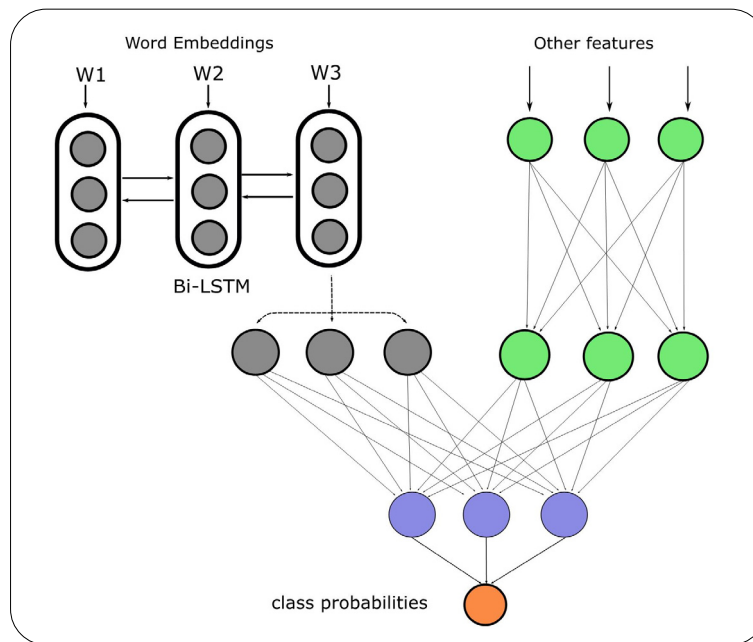 Word Embeddings
Other features
W1
W2
W3
Bi-LSTM
class probabilities